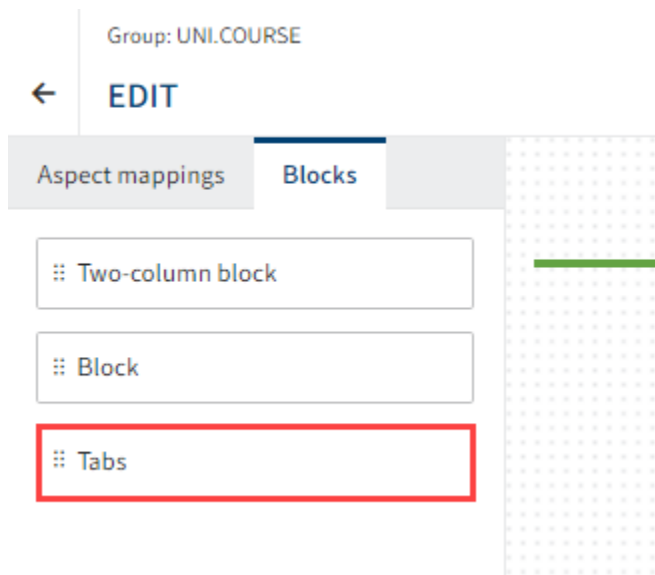 Group: UNI.COURSE
EDIT
Aspect mappings Blocks
Two-column block
Block
Tabs